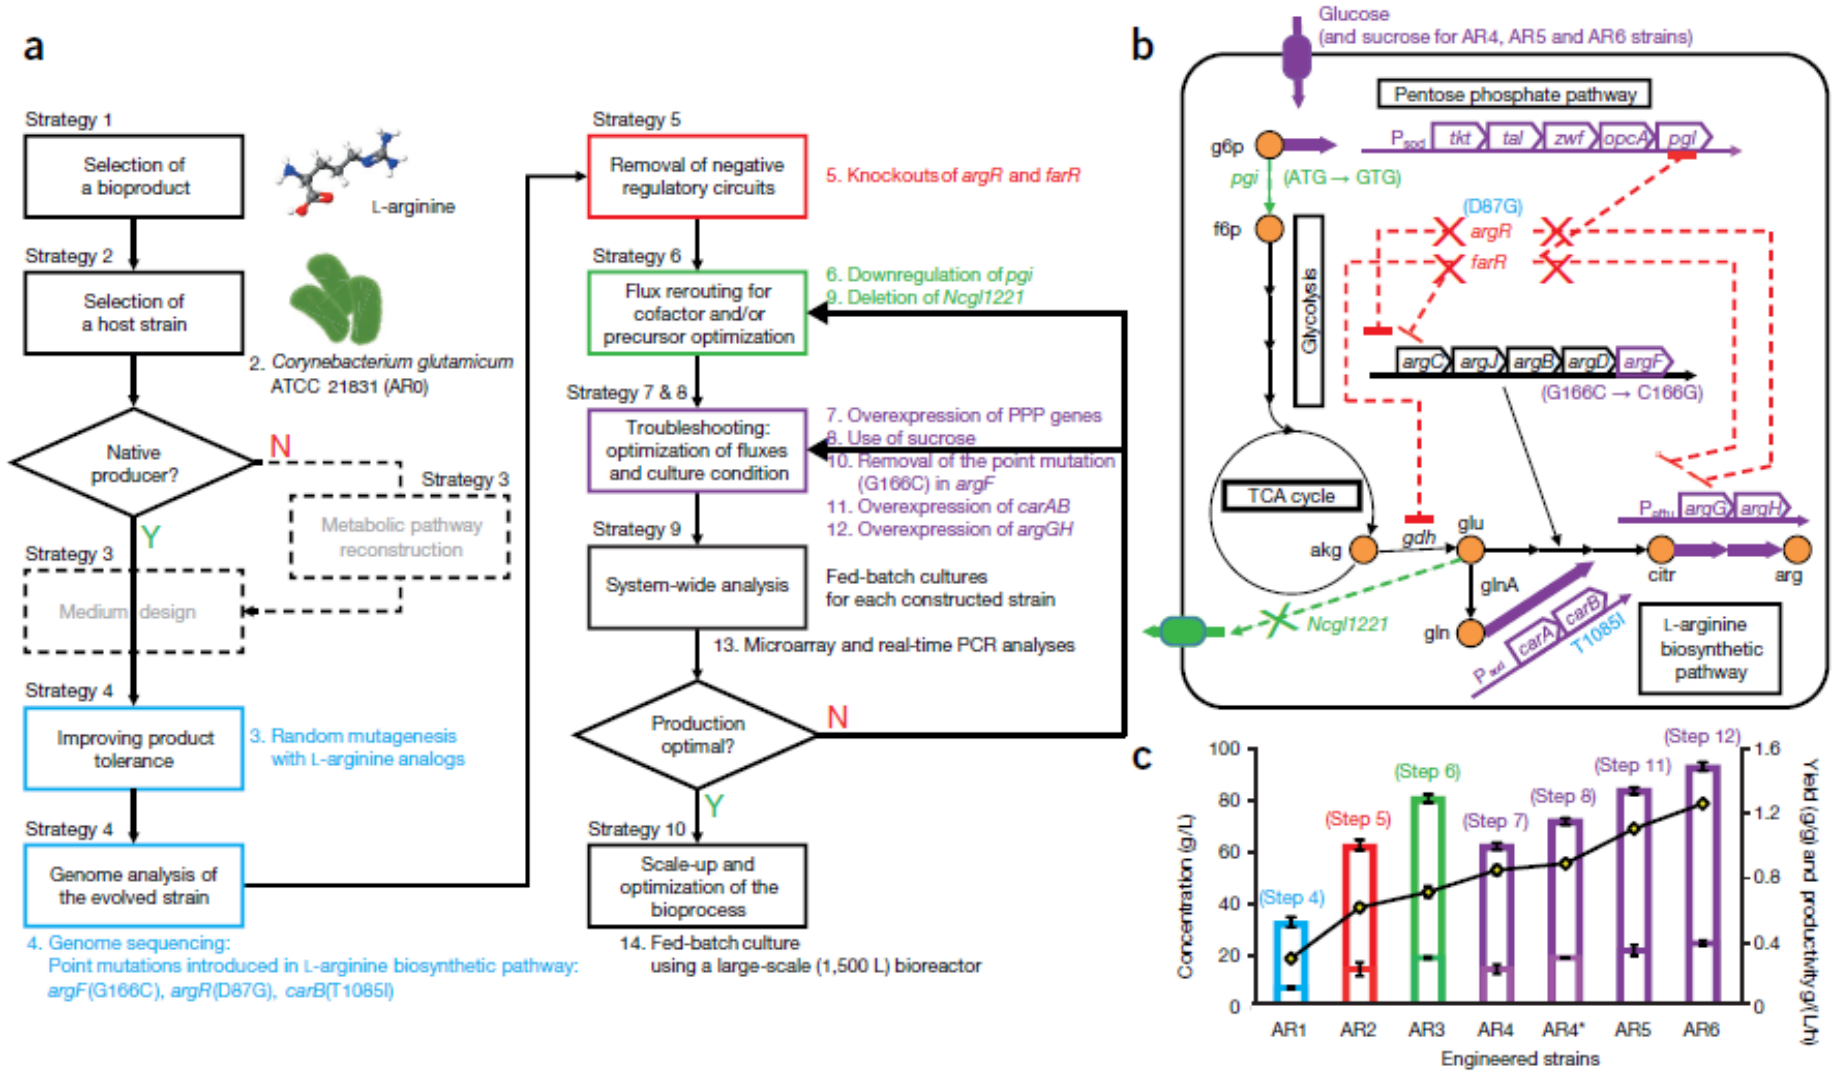 a
Strategy 1
Selection of
a bioproduct
L-arginine
Strategy 2
Selection of
a host strain
2. Corynebacterium glutamicum
ATCC 21831 (AR0)
Native
producer?
N
Y
Strategy 3
Metabolic pathway
reconstruction
Strategy 3
Medium design
Strategy 4
Improving product
tolerance
3. Random mutagenesis
with L-arginine analogs
Strategy 4
Genome analysis of
the evolved strain
4. Genome sequencing:
Point mutations introduced in L-arginine biosynthetic pathway:
argF(G166C), argR(D87G), carB(T1085I)
Strategy 5
Removal of negative
regulatory circuits
5. Knockouts of argR and farR
Strategy 6
Flux rerouting for
cofactor and/or
precursor optimization
6. Downregulation of pgi
9. Deletion of Ncgl1221
Strategy 7 & 8
Troubleshooting:
optimization of fluxes
and culture condition
7. Overexpression of PPP genes
8. Use of sucrose
10. Removal of the point mutation
(G166C) in argF
11. Overexpression of carAB
12. Overexpression of argGH
Strategy 9
System-wide analysis
Fed-batch cultures
for each constructed strain
13. Microarray and real-time PCR analyses
Production
optimal?
N
Y
Strategy 10
Scale-up and
optimization of the
bioprocess
14. Fed-batch culture
using a large-scale (1,500 L) bioreactor
b
Glucose
(and sucrose for AR4, AR5 and AR6 strains)
Pentose phosphate pathway
g6p
Psod tkt tal zwf opcA pgl
pgi (ATG → GTG)
f6p
(D87G)
argR
farR
Glycolysis
argC argJ argB argD argF
(G166C → C166G)
TCA cycle
akg
gdh
glu
argG argH
citr
arg
glnA
gln
carA carB
T1085I
Ncgl1221
L-arginine
biosynthetic
pathway
c
Concentration (g/L)
100
80
60
40
20
0
(Step 4)
(Step 5)
(Step 6)
(Step 7)
(Step 8)
(Step 11)
(Step 12)
1.6
1.2
0.8
0.4
0
Yield (g/g) and productivity g/(L/h)
AR1 AR2 AR3 AR4 AR4* AR5 AR6
Engineered strains